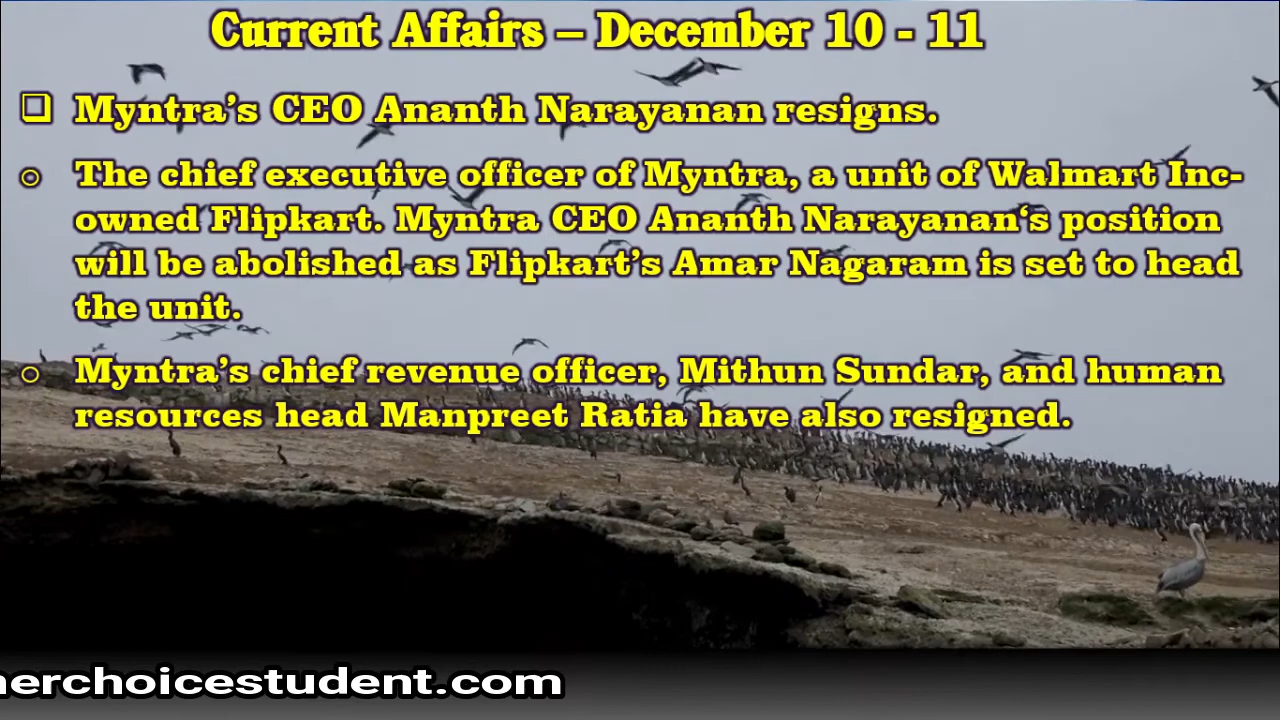 Current Affairs – December 10 - 11
Myntra’s CEO Ananth Narayanan resigns.
The chief executive officer of Myntra, a unit of Walmart Inc-
owned Flipkart. Myntra CEO Ananth Narayanan‘s position
will be abolished as Flipkart’s Amar Nagaram is set to head
the unit.
Myntra’s chief revenue officer, Mithun Sundar, and human
resources head Manpreet Ratia have also resigned.
herchoicestudent.com